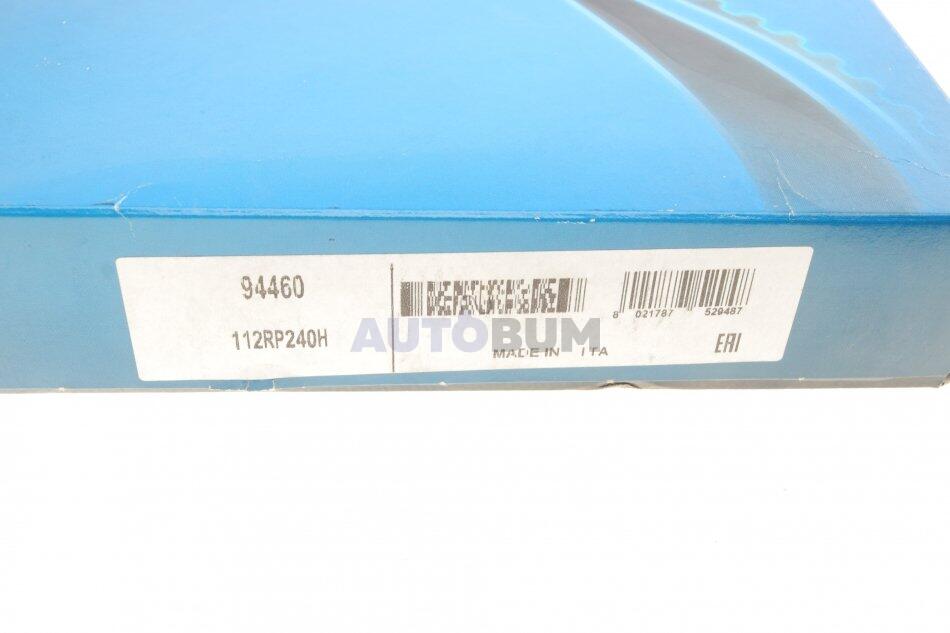 94460
112RP240H
8 021787 529487
AUTOBUM
MADE IN ITA
EAC